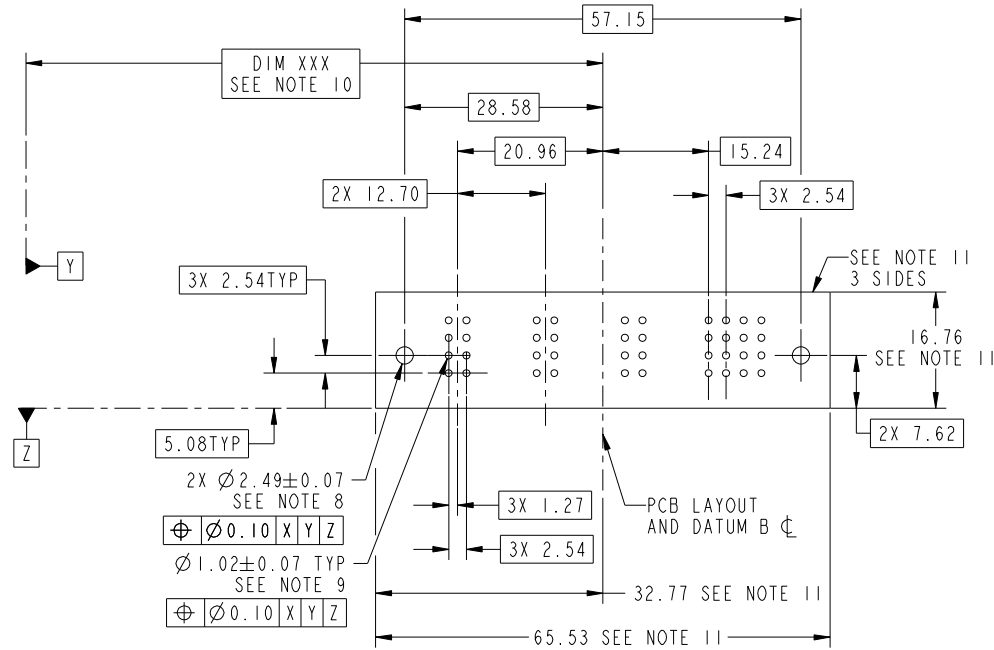 57.15
DIM XXX
SEE NOTE 10
28.58
20.96
15.24
2X 12.70
3X 2.54
Y
SEE NOTE 11
3 SIDES
3X 2.54TYP
16.76
SEE NOTE 11
Z
5.08TYP
2X 7.62
2X Ø2.49±0.07
SEE NOTE 8
⌖ Ø0.10 X Y Z
3X 1.27
PCB LAYOUT
AND DATUM B ℄
3X 2.54
Ø1.02±0.07 TYP
SEE NOTE 9
⌖ Ø0.10 X Y Z
32.77 SEE NOTE 11
65.53 SEE NOTE 11